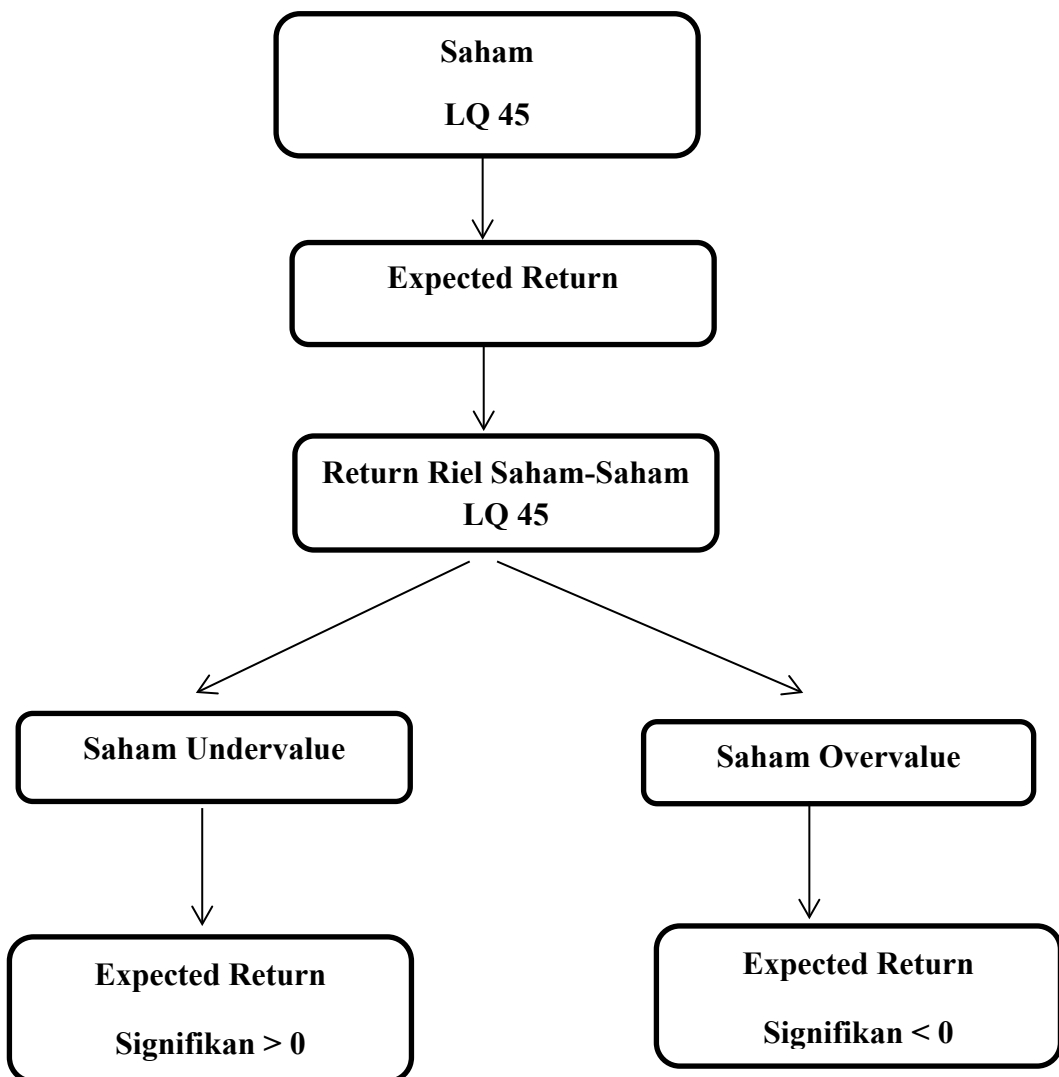 Saham
LQ 45
Expected Return
Return Riel Saham-Saham
LQ 45
Saham Undervalue
Saham Overvalue
Expected Return
Signifikan > 0
Expected Return
Signifikan < 0